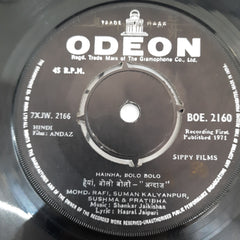 TRADE MARK
ODEON
Regd. Trade Mark of The Gramophone Co., Ltd.
45 R.P.M.
7XJW. 2166
BOE. 2160
HINDI
Film: ANDAZ
Recording First
Published 1971
SIPPY FILMS
HAINHA, BOLO BOLO
हैयाँ, बोलो बोलो - "अन्दाज़"
MOHD. RAFI, SUMAN KALYANPUR,
SUSHMA & PRATIBHA
Music : Shanker Jaikishan
Lyric : Hasrat Jaipuri